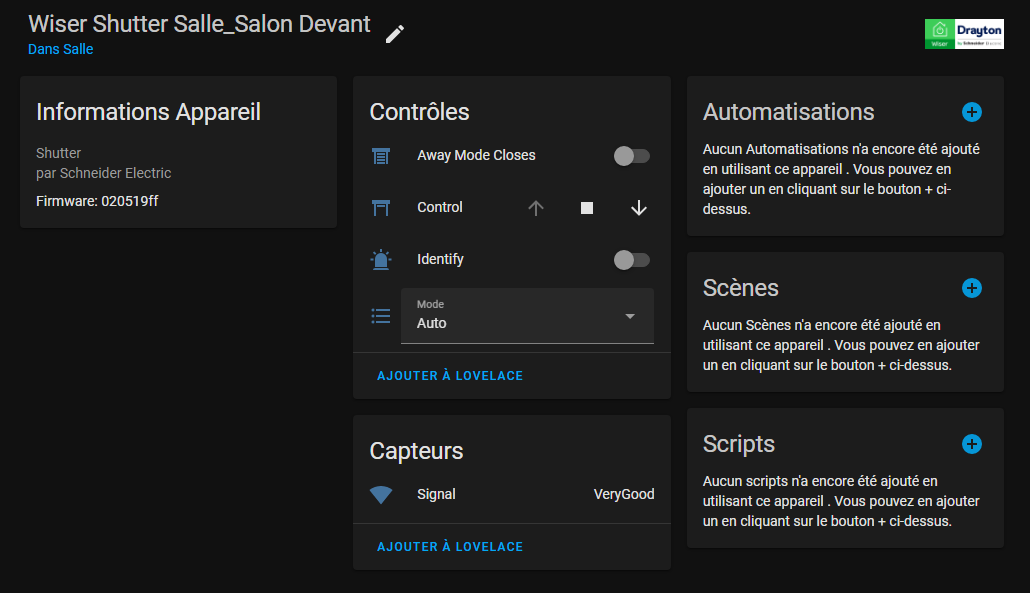 Wiser Shutter Salle_Salon Devant
Dans Salle
Wiser
Drayton
by Schneider Electric
Informations Appareil
Shutter
par Schneider Electric
Firmware: 020519ff
Contrôles
Away Mode Closes
Control
Identify
Mode
Auto
AJOUTER À LOVELACE
Capteurs
Signal VeryGood
AJOUTER À LOVELACE
Automatisations
Aucun Automatisations n'a encore été ajouté
en utilisant ce appareil . Vous pouvez en
ajouter un en cliquant sur le bouton + ci-
dessus.
Scènes
Aucun Scènes n'a encore été ajouté en
utilisant ce appareil . Vous pouvez en ajouter
un en cliquant sur le bouton + ci-dessus.
Scripts
Aucun scripts n'a encore été ajouté en
utilisant ce appareil . Vous pouvez en ajouter
un en cliquant sur le bouton + ci-dessus.